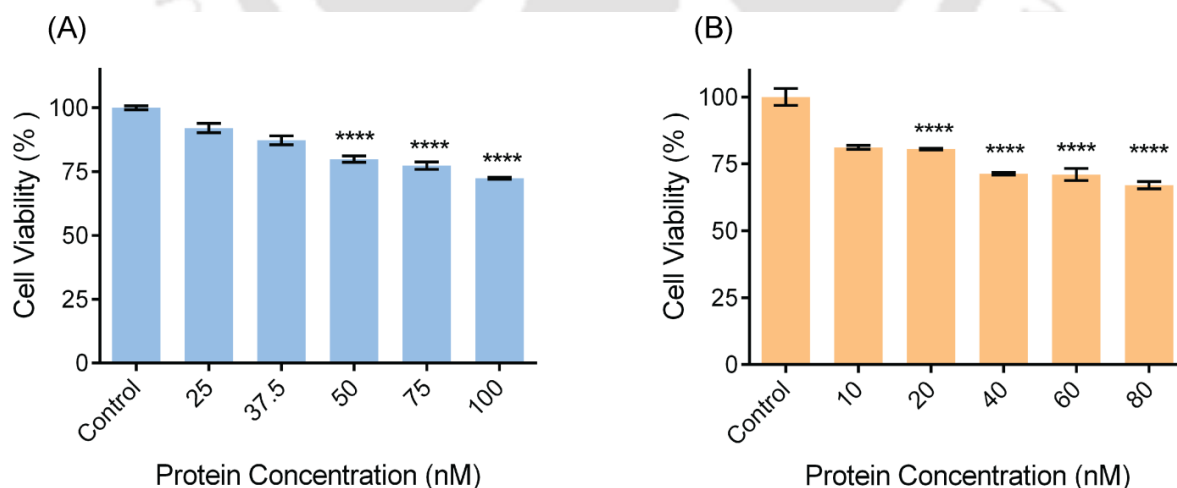 (A)
Cell Viability (% )
100
75
50
25
0
**** **** ****
Control 25 37.5 50 75 100
Protein Concentration (nM)
(B)
Cell Viability (% )
100
75
50
25
0
**** **** **** ****
Control 10 20 40 60 80
Protein Concentration (nM)